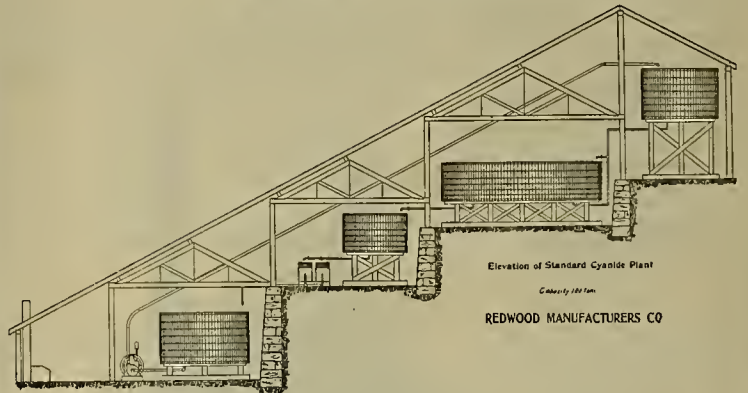 Elevation of Standard Cyanide Plant
Capacity 100 Tons
REDWOOD MANUFACTURERS CO